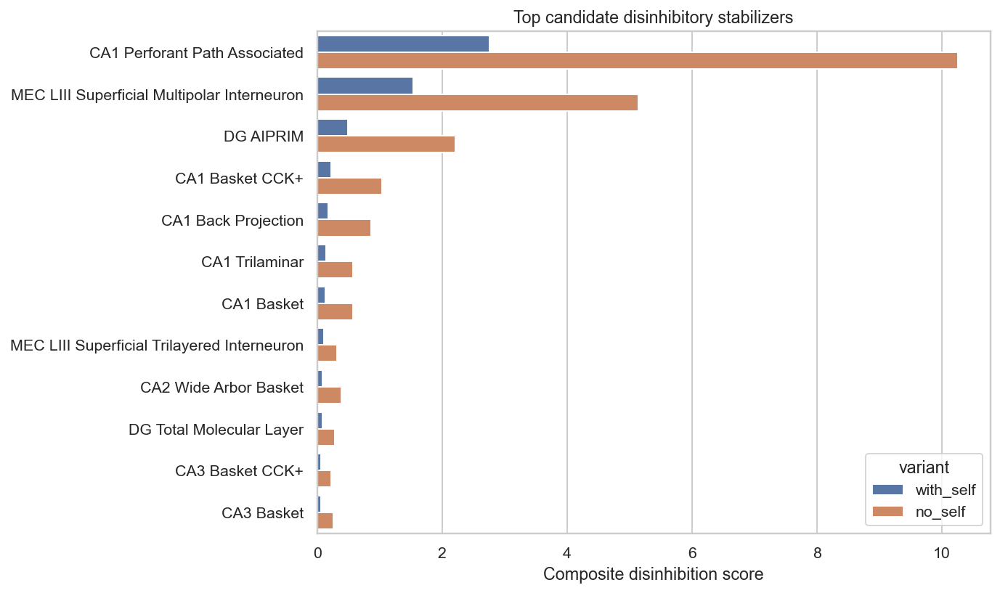 Top candidate disinhibitory stabilizers
CA1 Perforant Path Associated
MEC LIII Superficial Multipolar Interneuron
DG AIPRIM
CA1 Basket CCK+
CA1 Back Projection
CA1 Trilaminar
CA1 Basket
MEC LIII Superficial Trilayered Interneuron
CA2 Wide Arbor Basket
DG Total Molecular Layer
CA3 Basket CCK+
CA3 Basket
variant
with_self
no_self
0 2 4 6 8 10
Composite disinhibition score